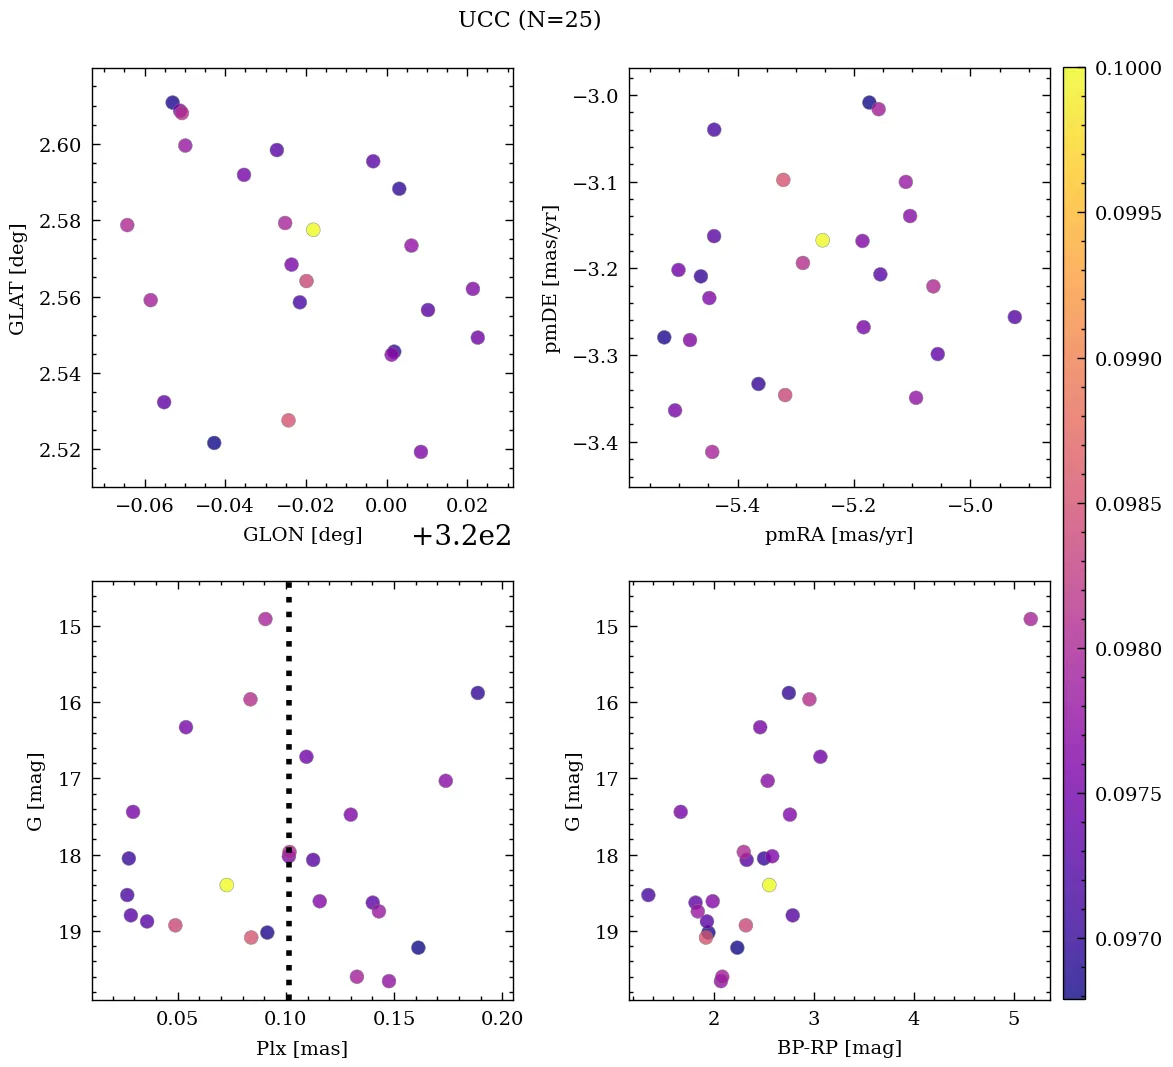 UCC (N=25)
2.60
2.58
2.56
2.54
2.52
GLAT [deg]
−0.06 −0.04 −0.02 0.00 0.02
GLON [deg]
+3.2e2
−3.0
−3.1
−3.2
−3.3
−3.4
pmDE [mas/yr]
−5.4 −5.2 −5.0
pmRA [mas/yr]
0.1000
0.0995
0.0990
0.0985
0.0980
0.0975
0.0970
15
16
17
18
19
G [mag]
0.05 0.10 0.15 0.20
Plx [mas]
15
16
17
18
19
G [mag]
2 3 4 5
BP-RP [mag]